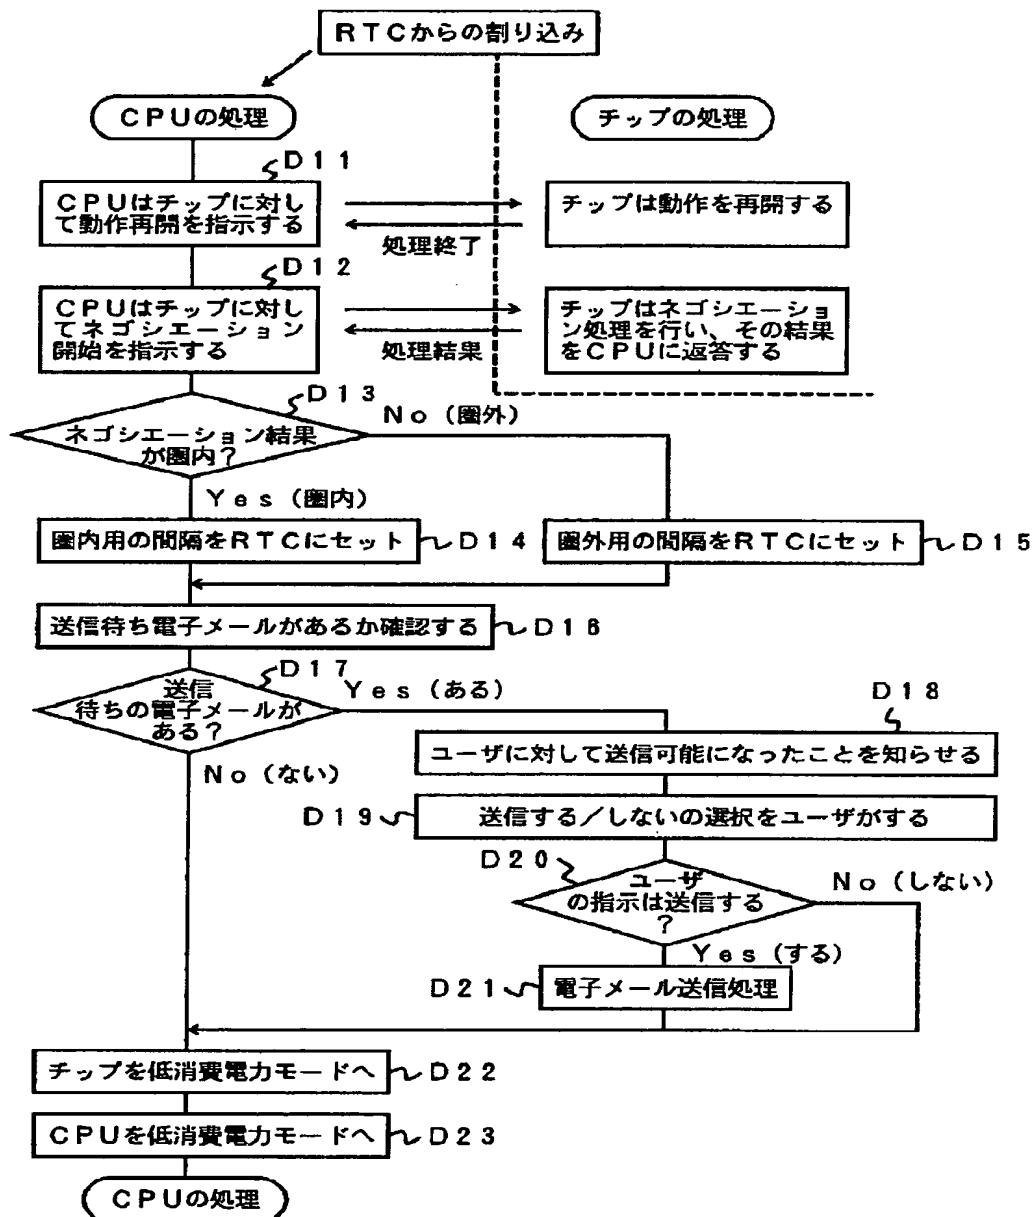 RTCからの割り込み
CPUの処理
チップの処理
D11
CPUはチップに対し
て動作再開を指示する
チップは動作を再開する
処理終了
D12
CPUはチップに対し
てネゴシエーション
開始を指示する
チップはネゴシエーショ
ン処理を行い、その結果
をCPUに返答する
処理結果
D13
No(圏外)
ネゴシエーション結果
が圏内?
Yes(圏内)
圏内用の間隔をRTCにセット
D14
圏外用の間隔をRTCにセット
D15
送信待ち電子メールがあるか確認する
D16
D17
送信
待ちの電子メールが
ある?
Yes(ある)
D18
ユーザに対して送信可能になったことを知らせる
No(ない)
D19
送信する/しないの選択をユーザがする
D20
ユーザ
の指示は送信する
?
No(しない)
Yes(する)
D21
電子メール送信処理
チップを低消費電力モードへ
D22
CPUを低消費電力モードへ
D23
CPUの処理